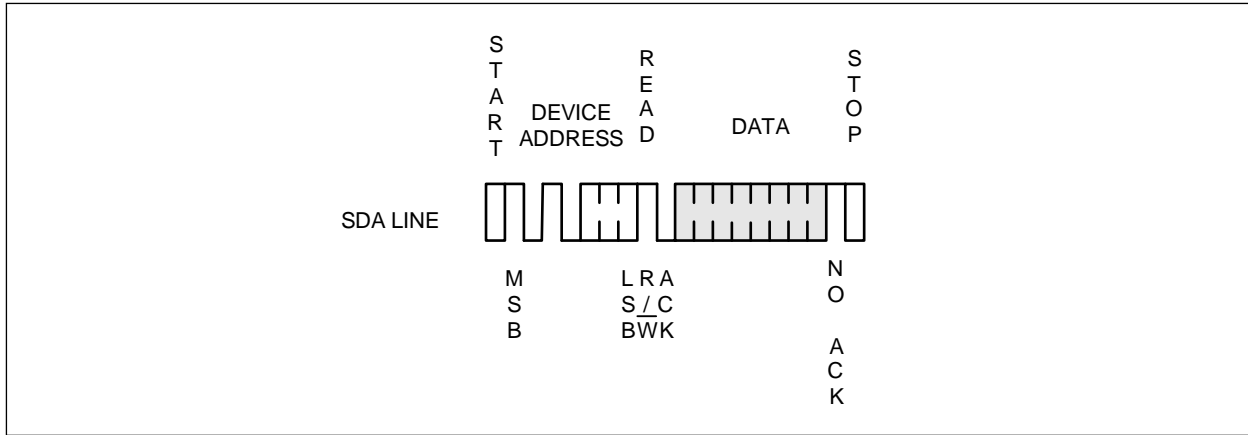 START
DEVICE
ADDRESS
READ
DATA
STOP
SDA LINE
MSB
LSB
R/W
ACK
NO ACK